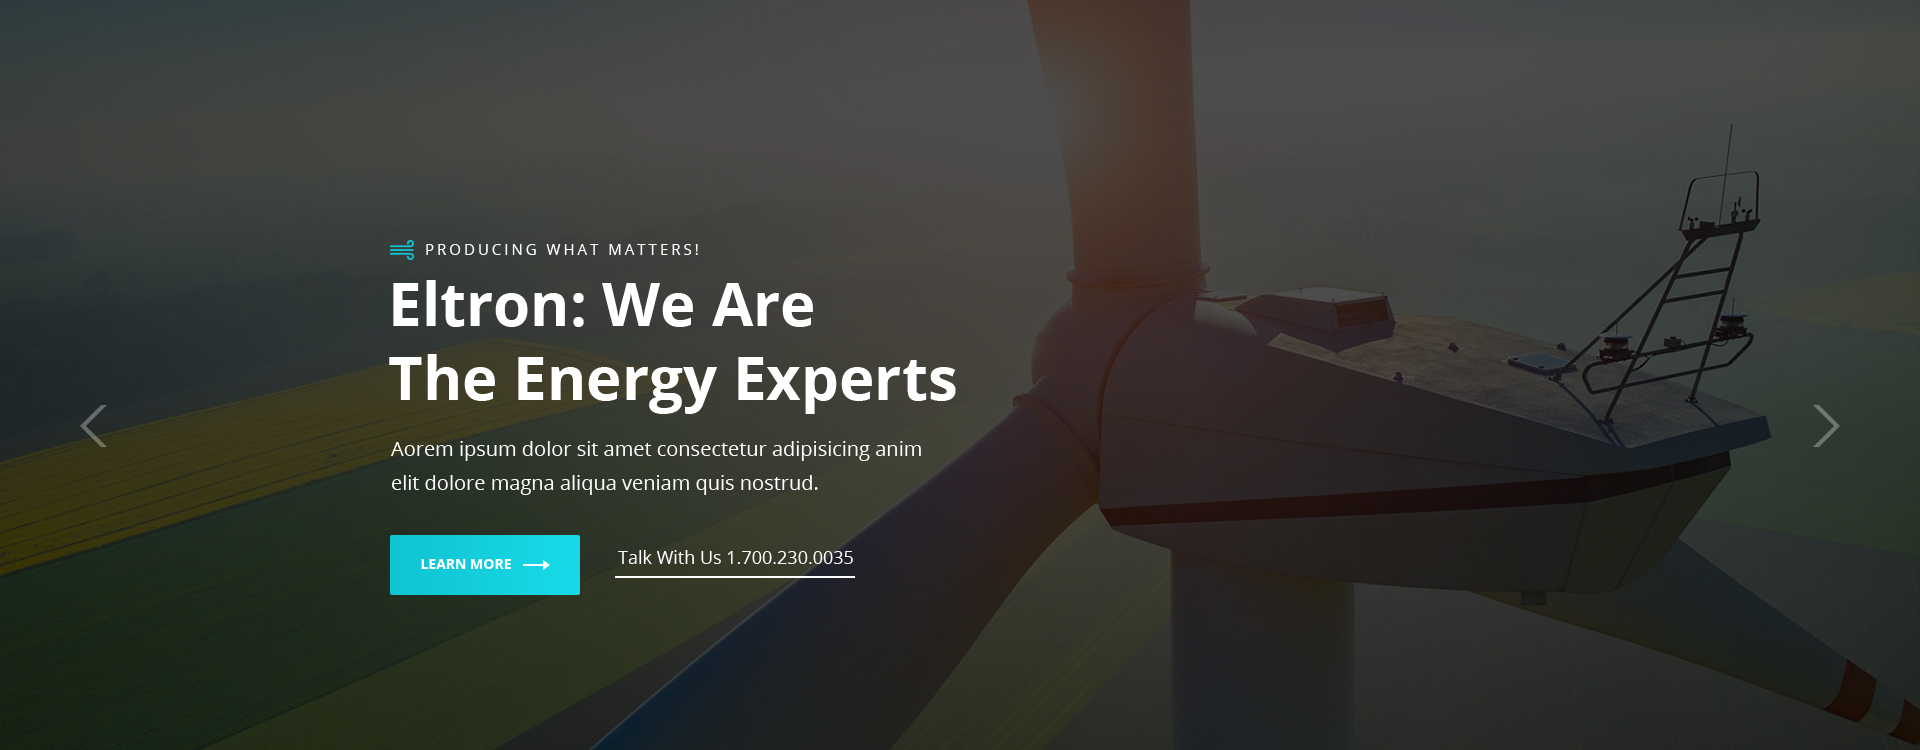 PRODUCING WHAT MATTERS!
Eltron: We Are
The Energy Experts
Aorem ipsum dolor sit amet consectetur adipisicing anim
elit dolore magna aliqua veniam quis nostrud.
LEARN MORE
Talk With Us 1.700.230.0035